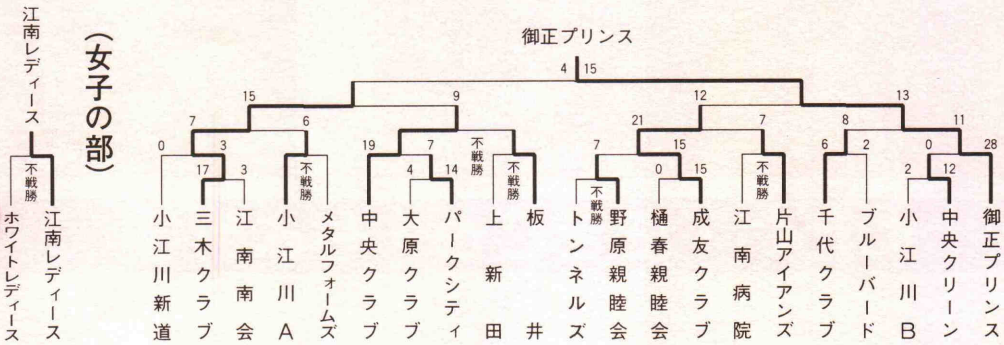 御正プリンス
4 15
15 9 12 13
7 6 21 7 8 11
0 3 19 7 不戦勝 7 15 6 2 0 28
17 3 不戦勝 4 14 不戦勝 不戦勝 0 15 不戦勝 2 12
小江川新道
三木クラブ
江南南会
小江川A
メタルフォームズ
中央クラブ
大原クラブ
パークシティ
上新田
板井
トンネルズ
野原親睦会
樋春親睦会
成友クラブ
江南病院
片山アイアンズ
千代クラブ
ブルーバード
小江川B
中央クリーン
御正プリンス
(女子の部)
江南レディース
不戦勝
ホワイトレディース
江南レディース